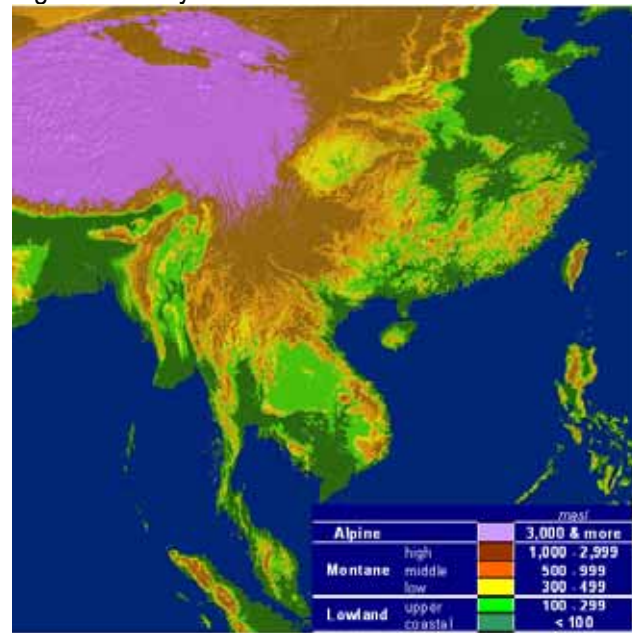 masl
Alpine 3,000 & more
high 1,000 - 2,999
Montane middle 500 - 999
low 300 - 499
Lowland upper 100 - 299
coastal < 100